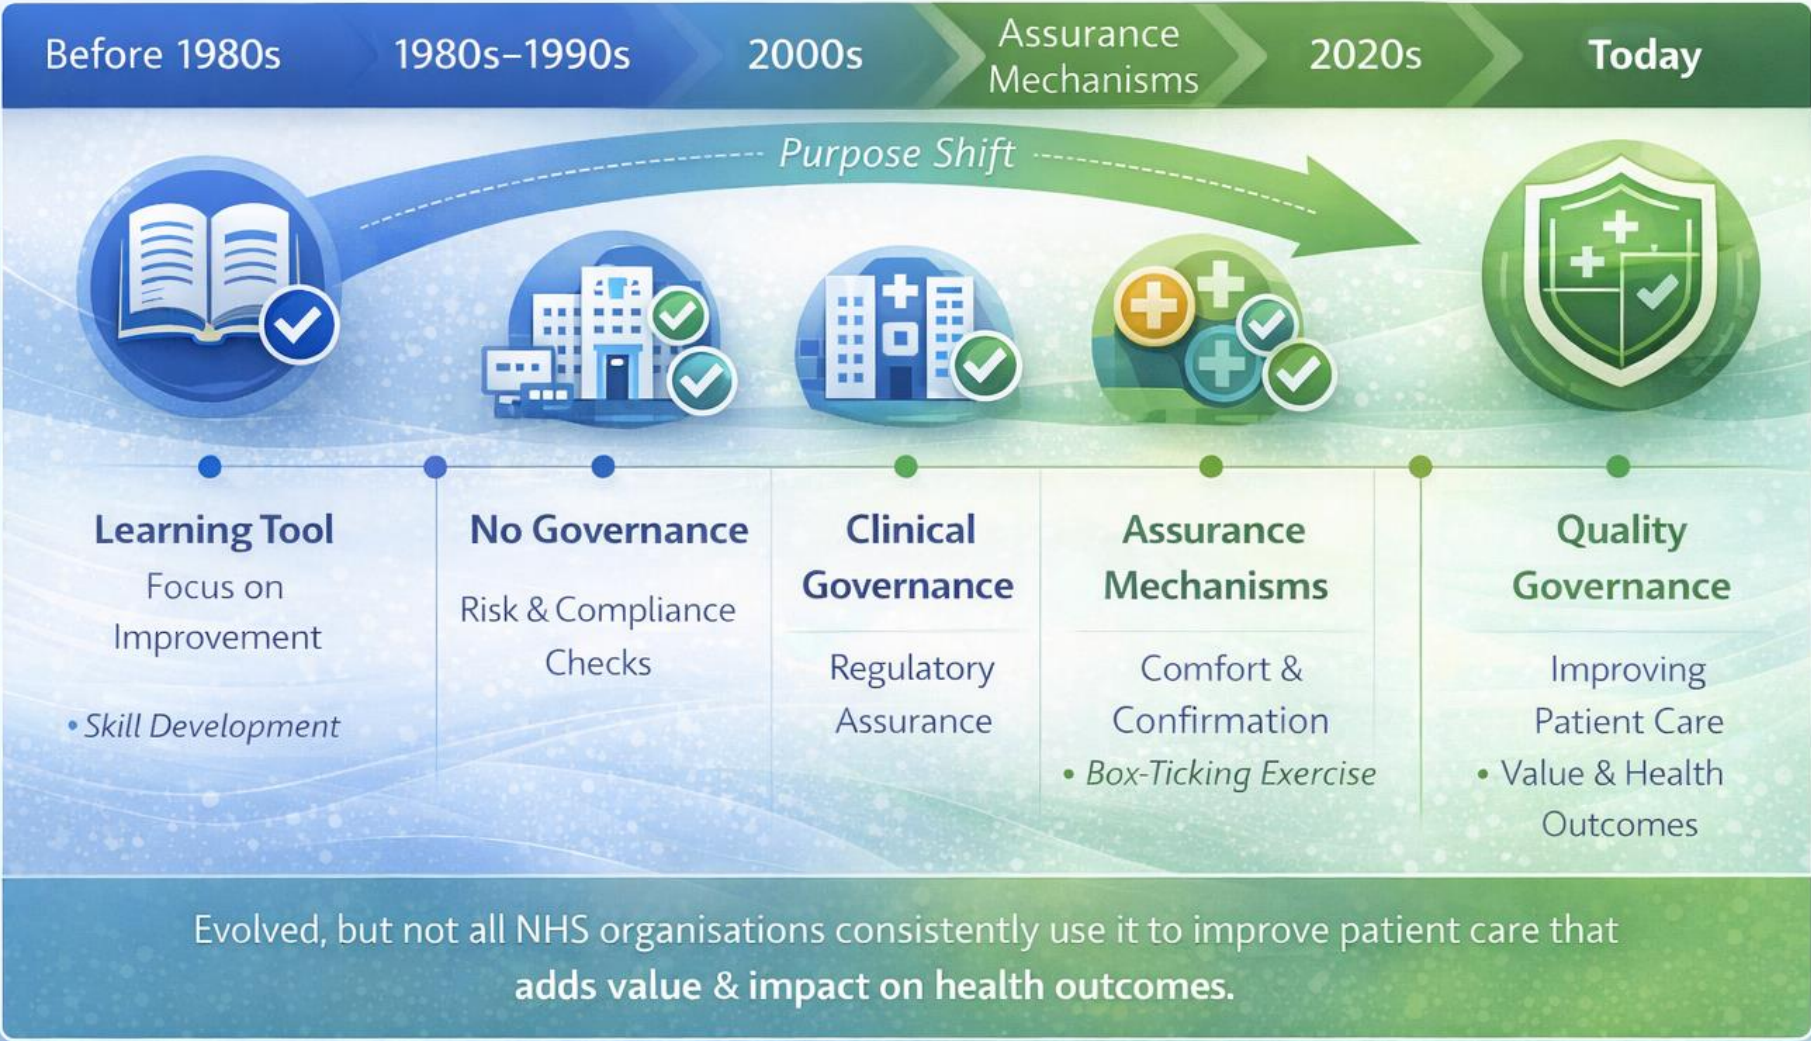 Before 1980s
1980s–1990s
2000s
Assurance
Mechanisms
2020s
Today
Purpose Shift
Learning Tool
Focus on
Improvement
• Skill Development
No Governance
Risk & Compliance
Checks
Clinical
Governance
Regulatory
Assurance
Assurance
Mechanisms
Comfort &
Confirmation
• Box-Ticking Exercise
Quality
Governance
Improving
Patient Care
• Value & Health
Outcomes
Evolved, but not all NHS organisations consistently use it to improve patient care that
adds value & impact on health outcomes.